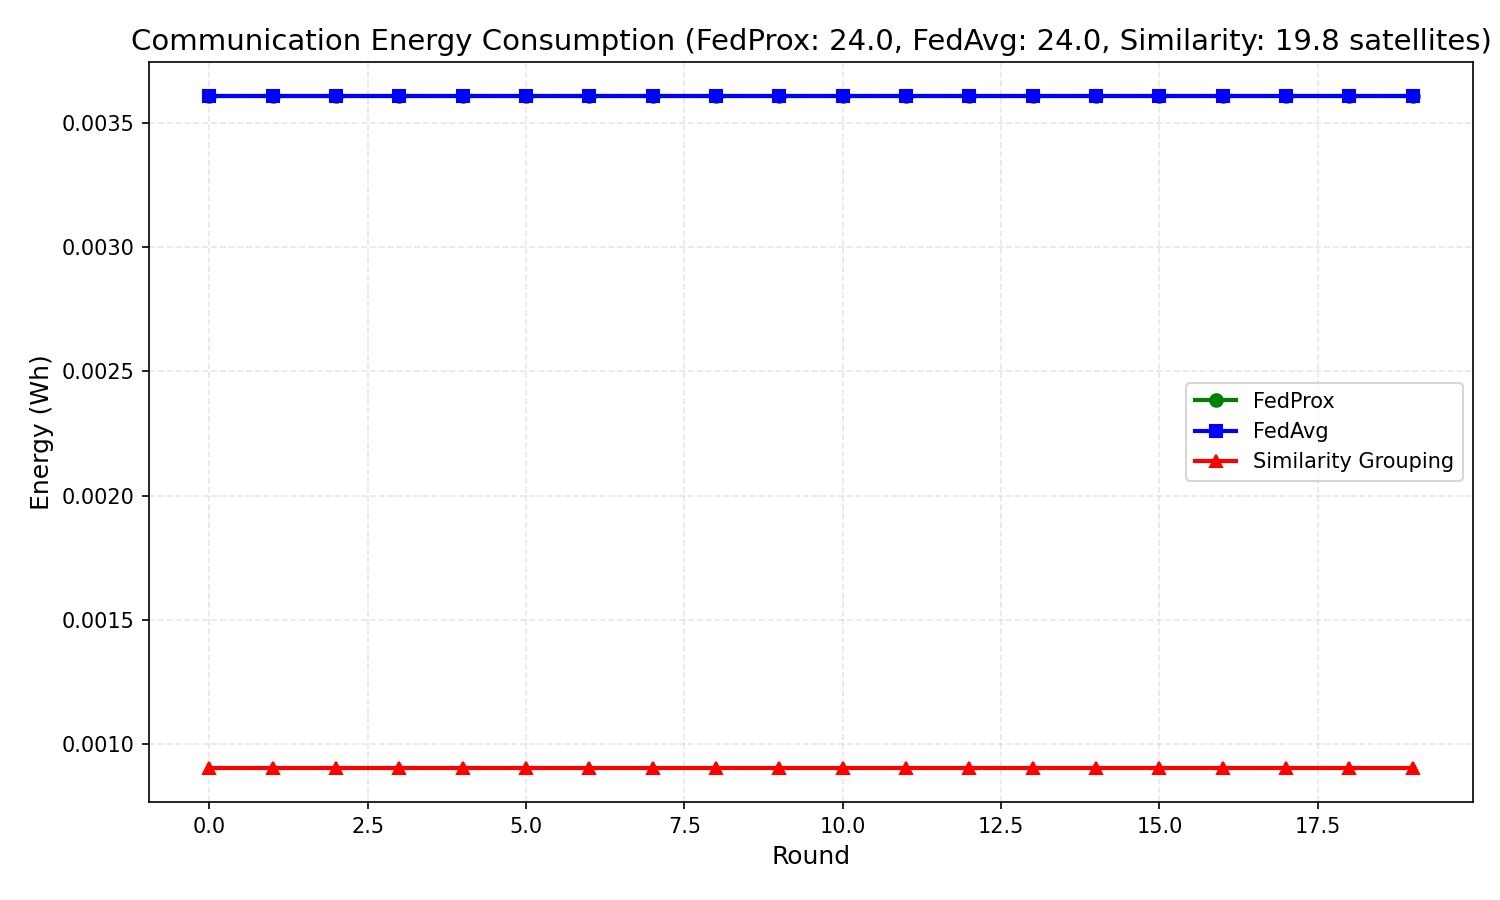 Communication Energy Consumption (FedProx: 24.0, FedAvg: 24.0, Similarity: 19.8 satellites)
Energy (Wh)
0.0035
0.0030
0.0025
0.0020
0.0015
0.0010
FedProx
FedAvg
Similarity Grouping
0.0 2.5 5.0 7.5 10.0 12.5 15.0 17.5
Round